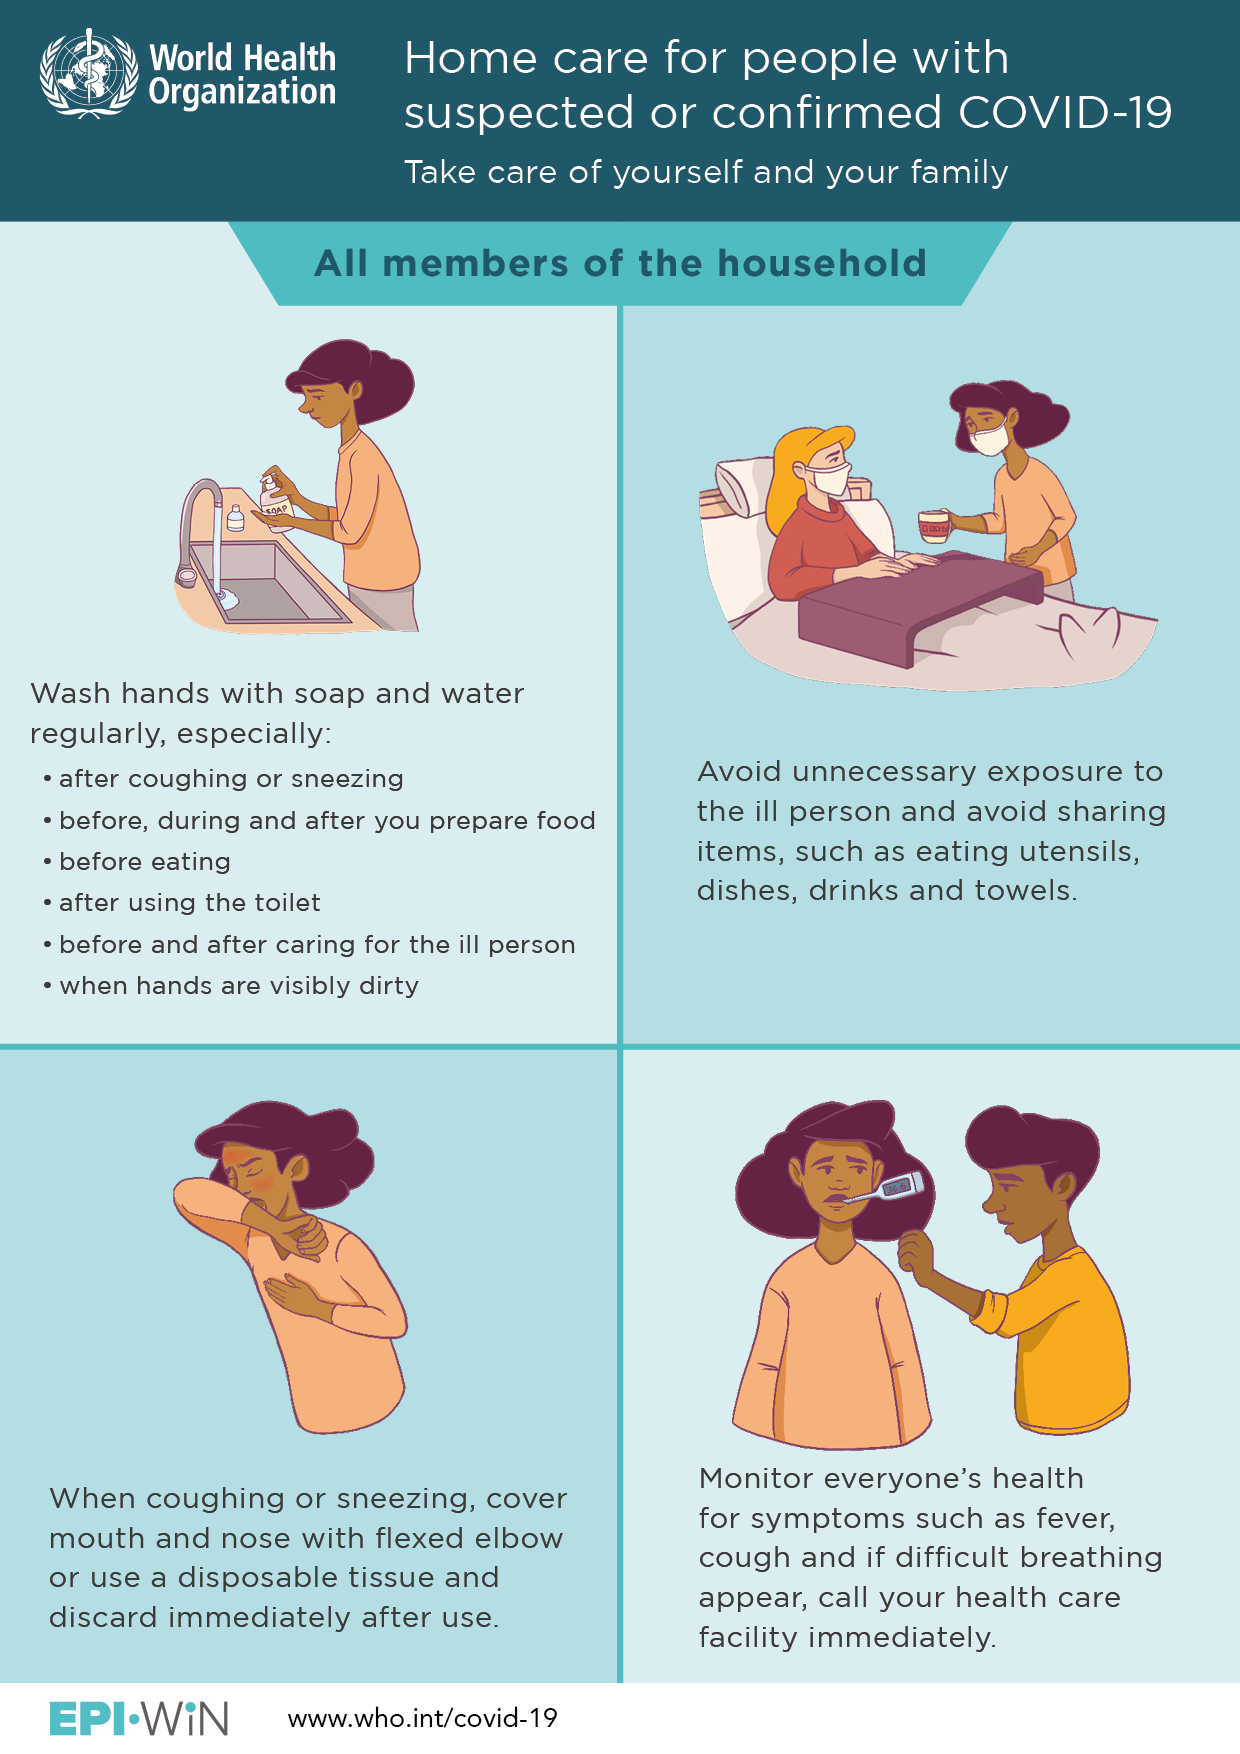 World Health
Organization
Home care for people with
suspected or confirmed COVID-19
Take care of yourself and your family
All members of the household
SOAP
Wash hands with soap and water
regularly, especially:
• after coughing or sneezing
• before, during and after you prepare food
• before eating
• after using the toilet
• before and after caring for the ill person
• when hands are visibly dirty
Avoid unnecessary exposure to
the ill person and avoid sharing
items, such as eating utensils,
dishes, drinks and towels.
When coughing or sneezing, cover
mouth and nose with flexed elbow
or use a disposable tissue and
discard immediately after use.
Monitor everyone’s health
for symptoms such as fever,
cough and if difficult breathing
appear, call your health care
facility immediately.
EPI•WiN
www.who.int/covid-19